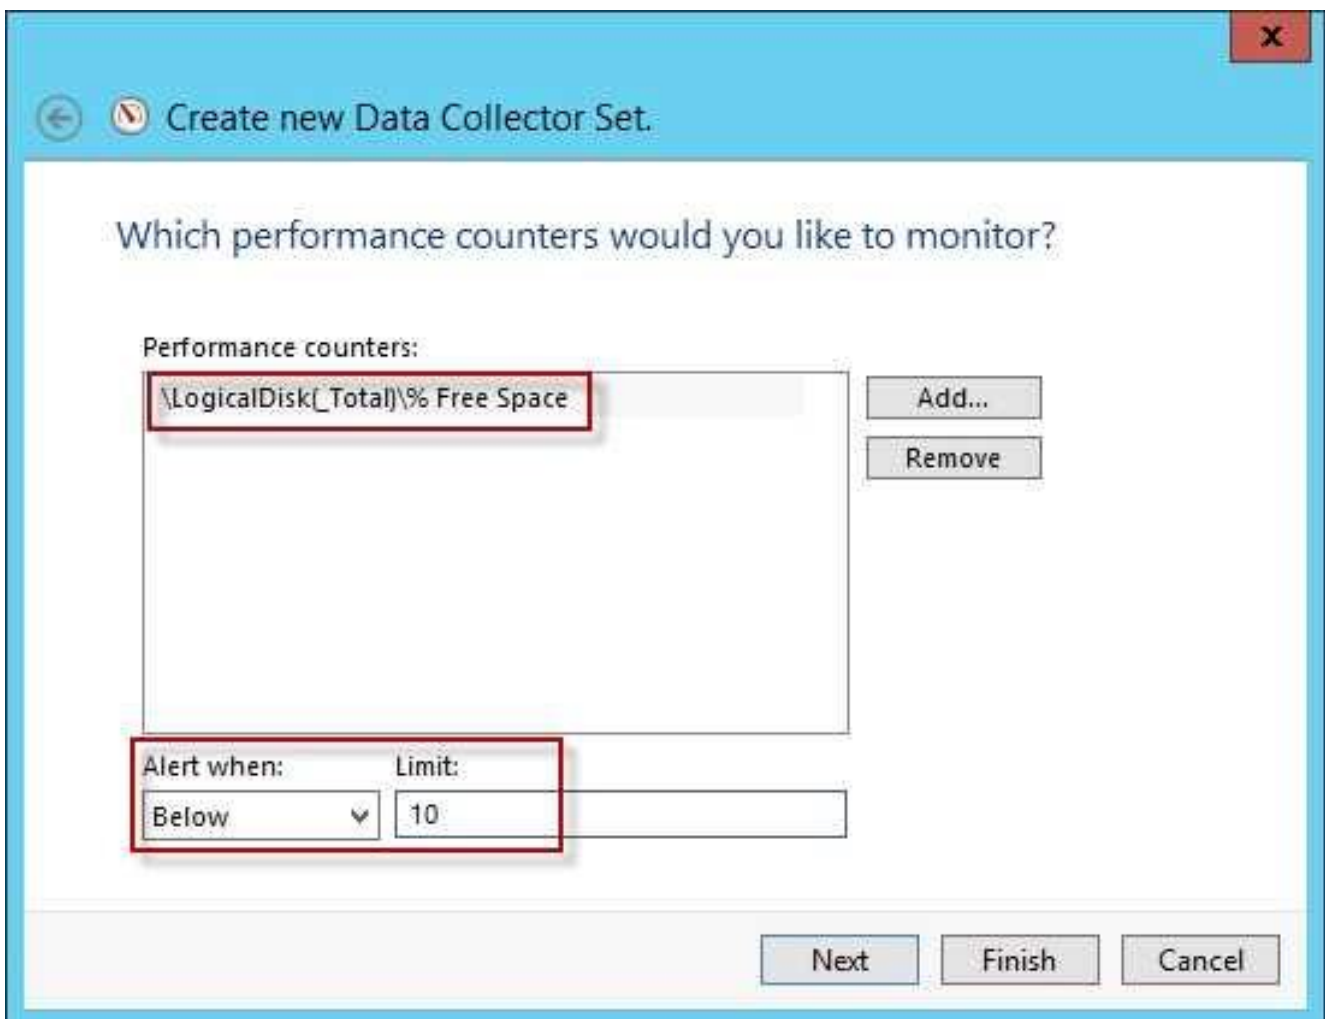 x
Create new Data Collector Set.
Which performance counters would you like to monitor?
Performance counters:
\LogicalDisk(_Total)\% Free Space
Add...
Remove
Alert when: Limit:
Below 10
Next Finish Cancel